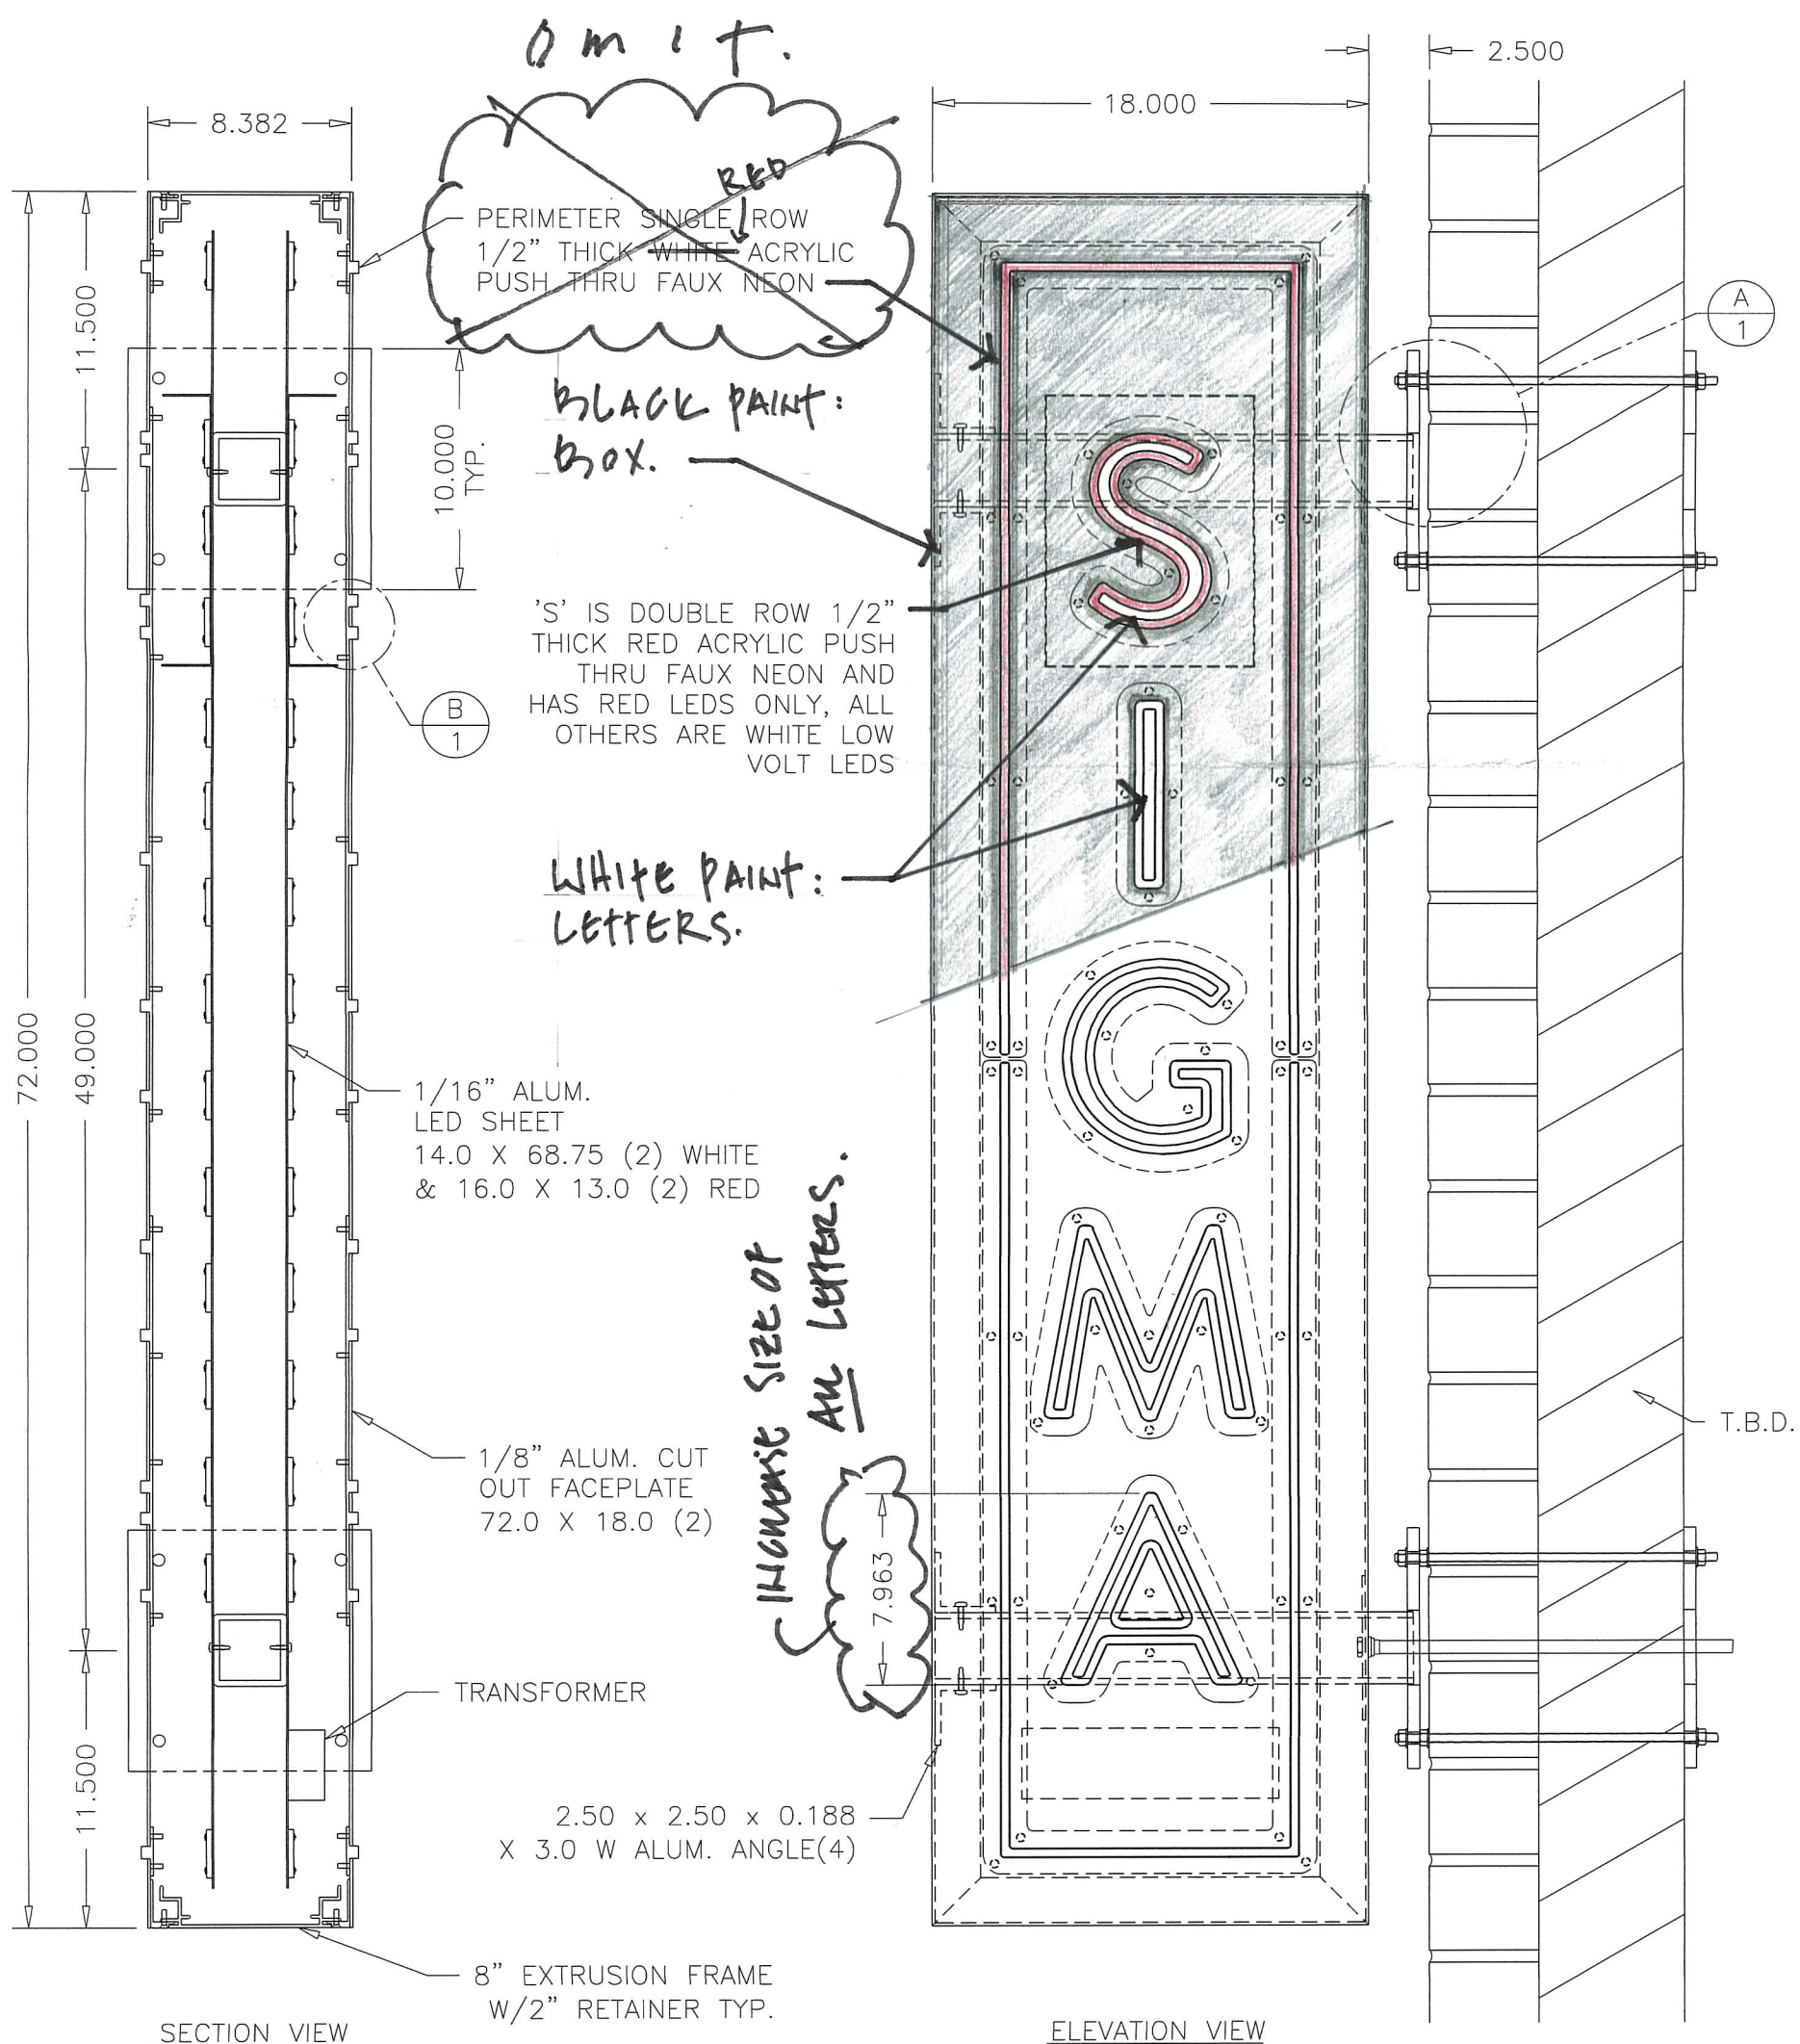 OMIT.
2.500
18.000
8.382
RED
PERIMETER SINGLE ROW
1/2" THICK WHITE ACRYLIC
PUSH THRU FAUX NEON
11.500
A
1
BLACK PAINT:
BOX.
10.000
TYP.
'S' IS DOUBLE ROW 1/2"
THICK RED ACRYLIC PUSH
THRU FAUX NEON AND
HAS RED LEDS ONLY, ALL
OTHERS ARE WHITE LOW
VOLT LEDS
B
1
WHITE PAINT:
LETTERS.
S
I
G
M
A
72.000
49.000
1/16" ALUM.
LED SHEET
14.0 X 68.75 (2) WHITE
& 16.0 X 13.0 (2) RED
INCREASE SIZE OF
ALL LETTERS.
T.B.D.
1/8" ALUM. CUT
OUT FACEPLATE
72.0 X 18.0 (2)
7.963
TRANSFORMER
11.500
2.50 x 2.50 x 0.188
X 3.0 W ALUM. ANGLE(4)
8" EXTRUSION FRAME
W/2" RETAINER TYP.
SECTION VIEW
ELEVATION VIEW